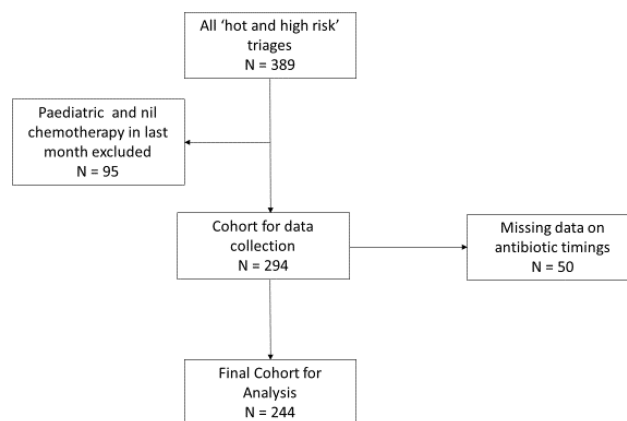 All ‘hot and high risk’
triages
N = 389
Paediatric and nil
chemotherapy in last
month excluded
N = 95
Cohort for data
collection
N = 294
Missing data on
antibiotic timings
N = 50
Final Cohort for
Analysis
N = 244